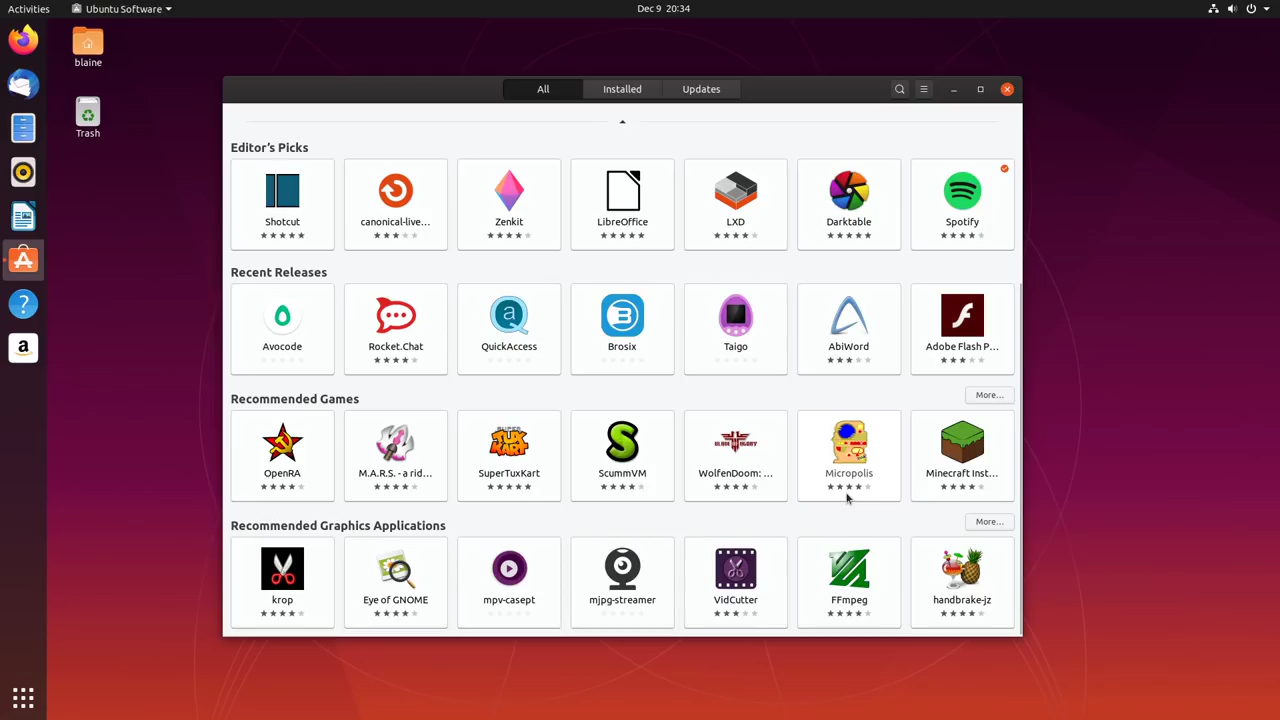 Activities
Ubuntu Software
Dec 9 20:34
blaine
Trash
All
Installed
Updates
Editor's Picks
Shotcut
canonical-live...
Zenkit
LibreOffice
LXD
Darktable
Spotify
Recent Releases
Avocode
Rocket.Chat
QuickAccess
Brosix
Taigo
AbiWord
Adobe Flash P...
Recommended Games
More...
OpenRA
M.A.R.S. - a rid...
SUPER
TUX
KART
SuperTuxKart
ScummVM
WolfenDoom: ...
Micropolis
Minecraft Inst...
Recommended Graphics Applications
More...
krop
Eye of GNOME
mpv-casept
mjpg-streamer
VidCutter
FFmpeg
handbrake-jz